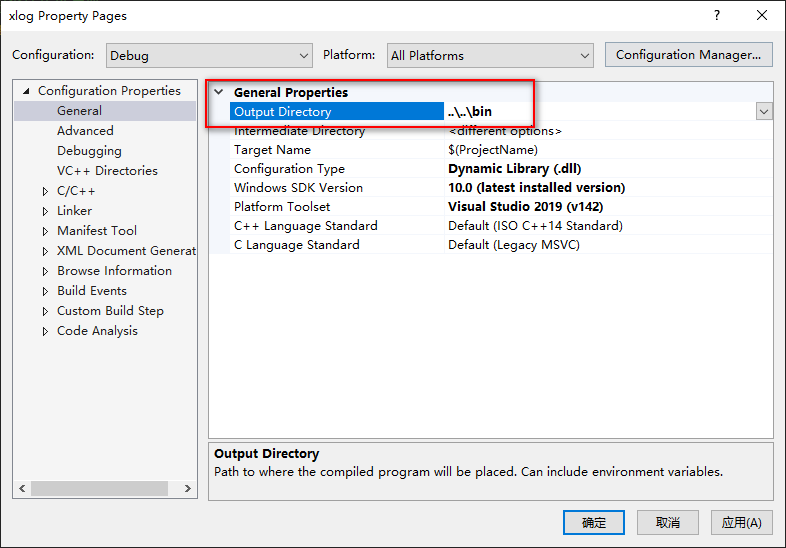 xlog Property Pages
Configuration: Debug Platform: All Platforms Configuration Manager...
Configuration Properties
General
Advanced
Debugging
VC++ Directories
C/C++
Linker
Manifest Tool
XML Document Generat
Browse Information
Build Events
Custom Build Step
Code Analysis
General Properties
Output Directory ..\..\bin
Intermediate Directory <different options>
Target Name $(ProjectName)
Configuration Type Dynamic Library (.dll)
Windows SDK Version 10.0 (latest installed version)
Platform Toolset Visual Studio 2019 (v142)
C++ Language Standard Default (ISO C++14 Standard)
C Language Standard Default (Legacy MSVC)
Output Directory
Path to where the compiled program will be placed. Can include environment variables.
确定 取消 应用(A)